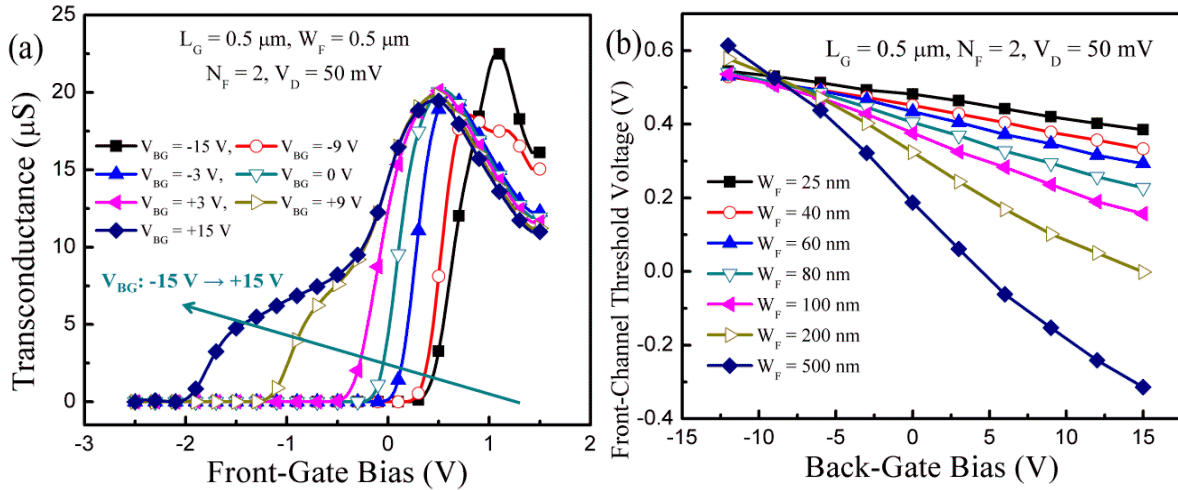 (a)
L_G = 0.5 μm, W_F = 0.5 μm
N_F = 2, V_D = 50 mV
V_BG = -15 V, V_BG = -9 V
V_BG = -3 V, V_BG = 0 V
V_BG = +3 V, V_BG = +9 V
V_BG = +15 V
V_BG: -15 V → +15 V
Transconductance (μS)
25
20
15
10
5
0
-3 -2 -1 0 1 2
Front-Gate Bias (V)
(b)
L_G = 0.5 μm, N_F = 2, V_D = 50 mV
W_F = 25 nm
W_F = 40 nm
W_F = 60 nm
W_F = 80 nm
W_F = 100 nm
W_F = 200 nm
W_F = 500 nm
Front-Channel Threshold Voltage (V)
0.6
0.4
0.2
0.0
-0.2
-0.4
-15 -10 -5 0 5 10 15
Back-Gate Bias (V)